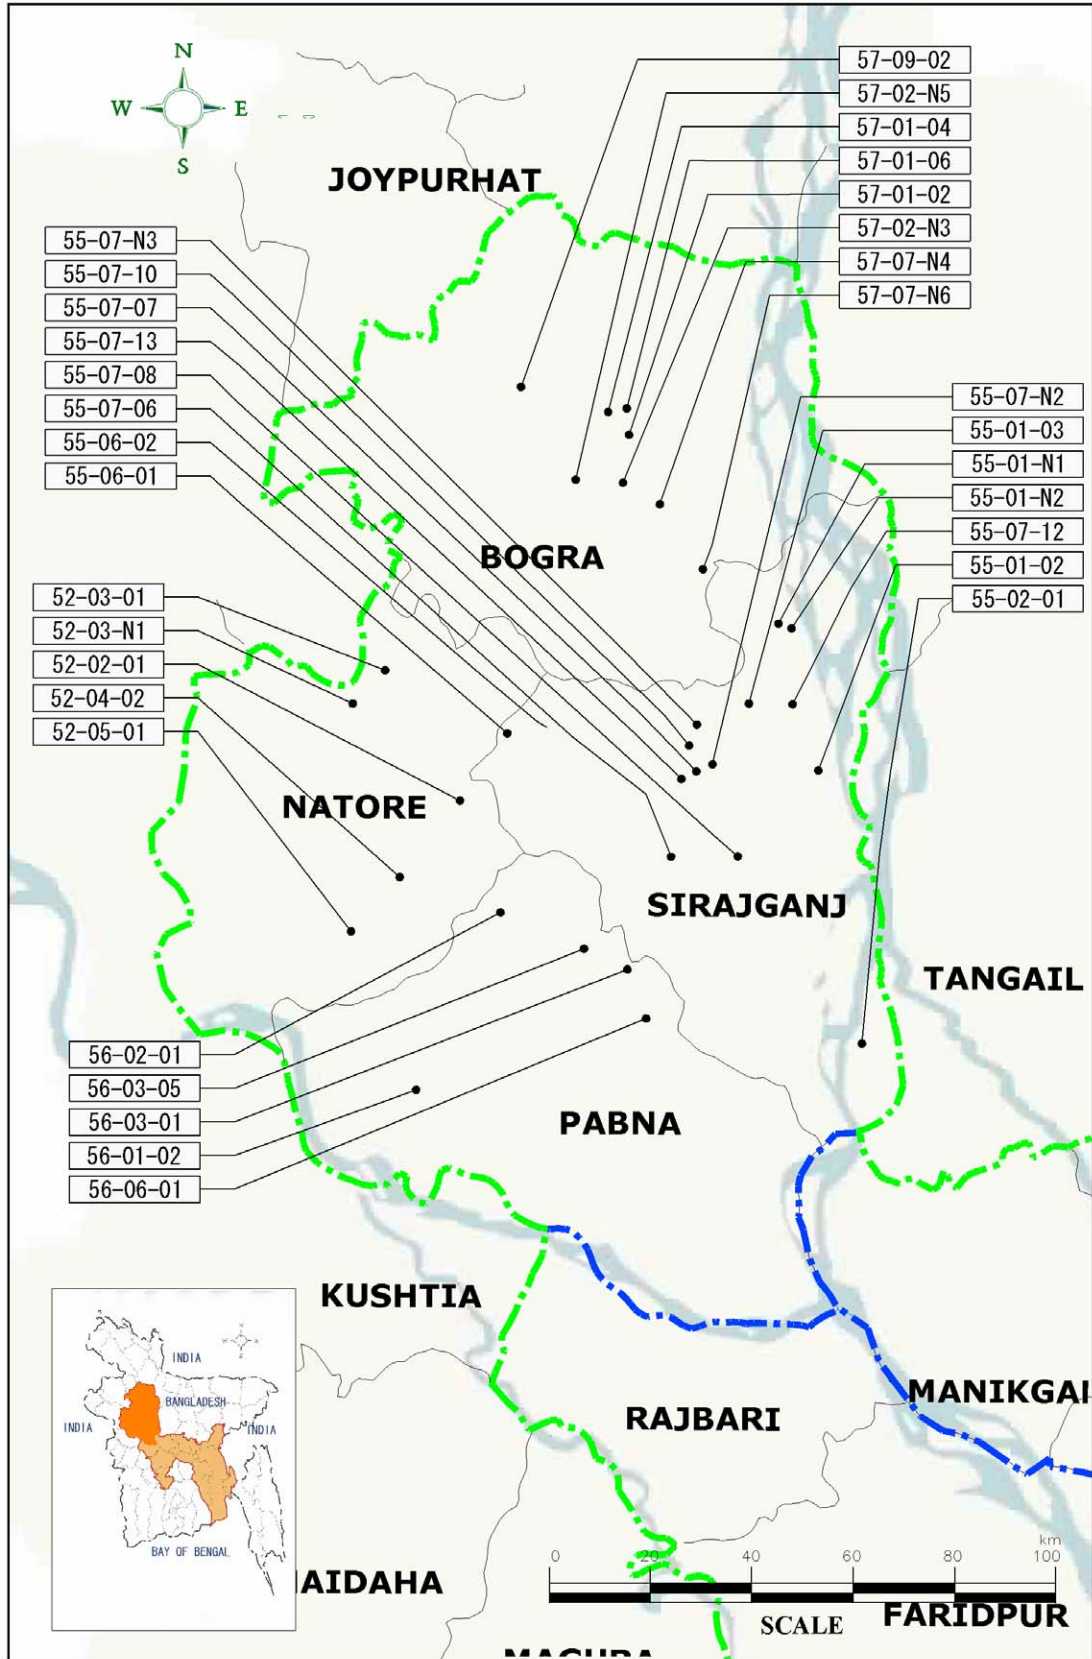 N
W E
S
JOYPURHAT
57-09-02
57-02-N5
57-01-04
57-01-06
57-01-02
57-02-N3
57-07-N4
57-07-N6
55-07-N3
55-07-10
55-07-07
55-07-13
55-07-08
55-07-06
55-06-02
55-06-01
55-07-N2
55-01-03
55-01-N1
55-01-N2
55-07-12
55-01-02
55-02-01
BOGRA
52-03-01
52-03-N1
52-02-01
52-04-02
52-05-01
NATORE
SIRAJGANJ
TANGAIL
56-02-01
56-03-05
56-03-01
56-01-02
56-06-01
PABNA
KUSHTIA
RAJBARI
MANIKGA
INDIA
BANGLADESH
INDIA
INDIA
BAY OF BENGAL
AIDAHA
km
0 20 40 60 80 100
SCALE
FARIDPUR